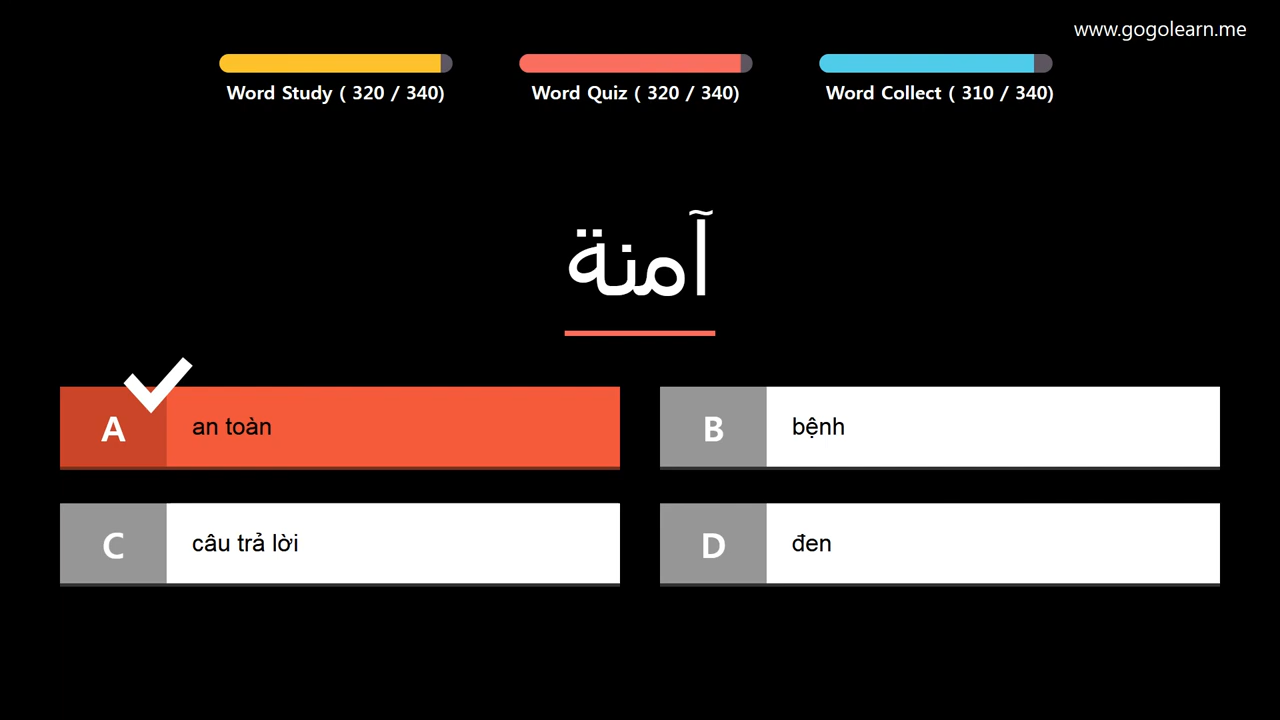 www.gogolearn.me
Word Study ( 320 / 340)
Word Quiz ( 320 / 340)
Word Collect ( 310 / 340)
آمنة
A
an toàn
B
bệnh
C
câu trả lời
D
đen